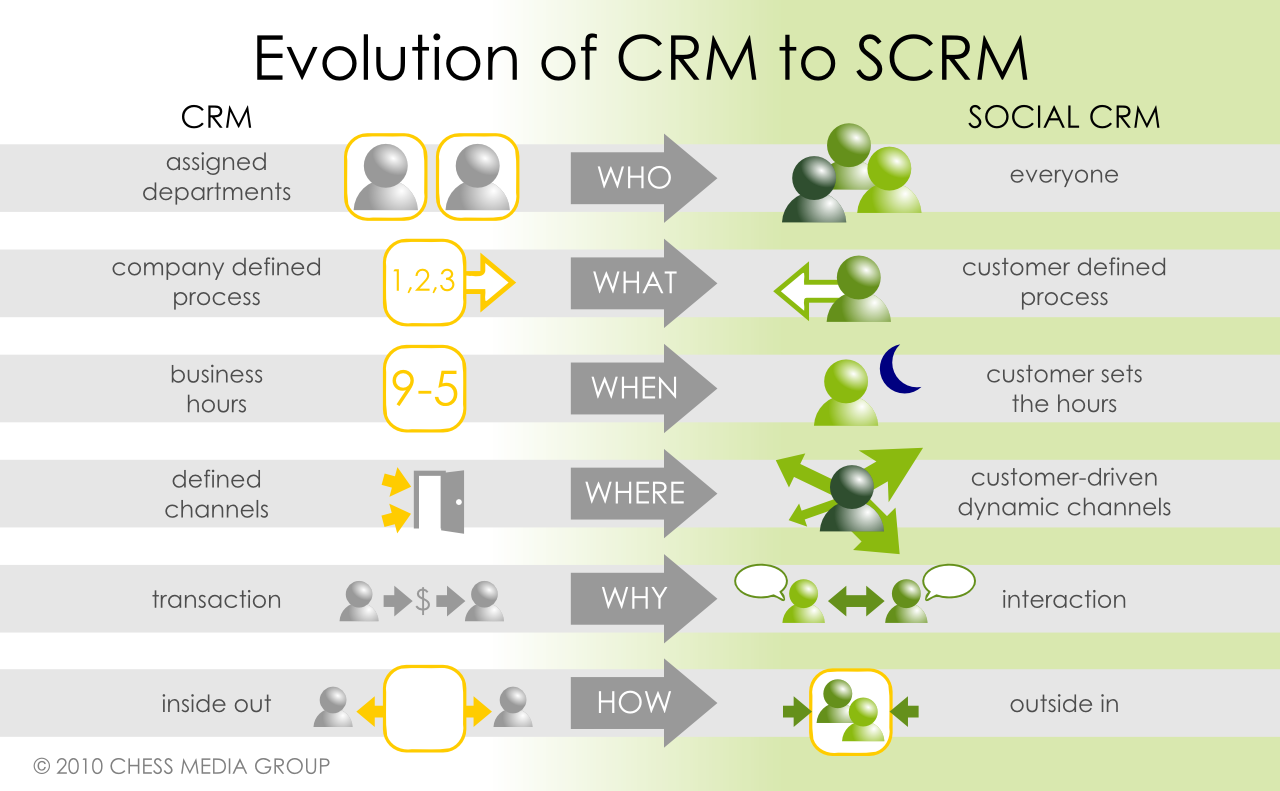 Evolution of CRM to SCRM
CRM
SOCIAL CRM
assigned
departments
WHO
everyone
company defined
process
1,2,3
WHAT
customer defined
process
business
hours
9-5
WHEN
customer sets
the hours
defined
channels
WHERE
customer-driven
dynamic channels
transaction
$
WHY
interaction
inside out
HOW
outside in
© 2010 CHESS MEDIA GROUP